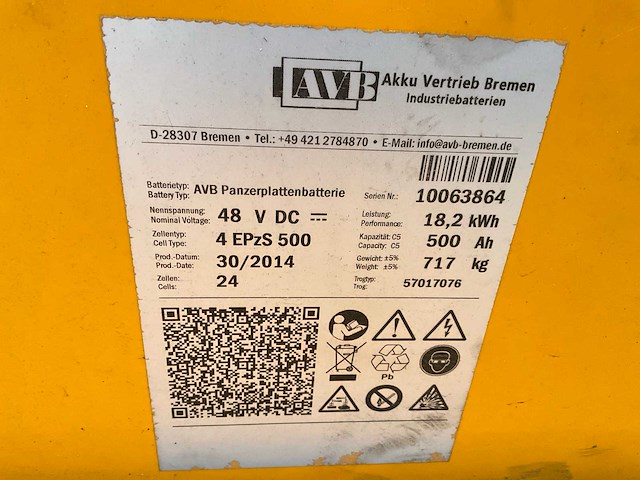 AVB Akku Vertrieb Bremen
Industriebatterien
D-28307 Bremen • Tel.: +49 421 2784870 • E-Mail: info@avb-bremen.de
Batterietyp: AVB Panzerplattenbatterie
Battery Typ:
Serien Nr.: 10063864
Nennspannung: 48 V DC
Nominal Voltage:
Leistung: 18,2 kWh
Performance:
Zellentyp: 4 EPzS 500
Cell Type:
Kapazität: C5 500 Ah
Capacity: C5
Prod.-Datum: 30/2014
Prod.-Date:
Gewicht: ±5% 717 kg
Weight: ±5%
Zellen: 24
Cells:
Trogtyp: 57017076
Trog:
Pb